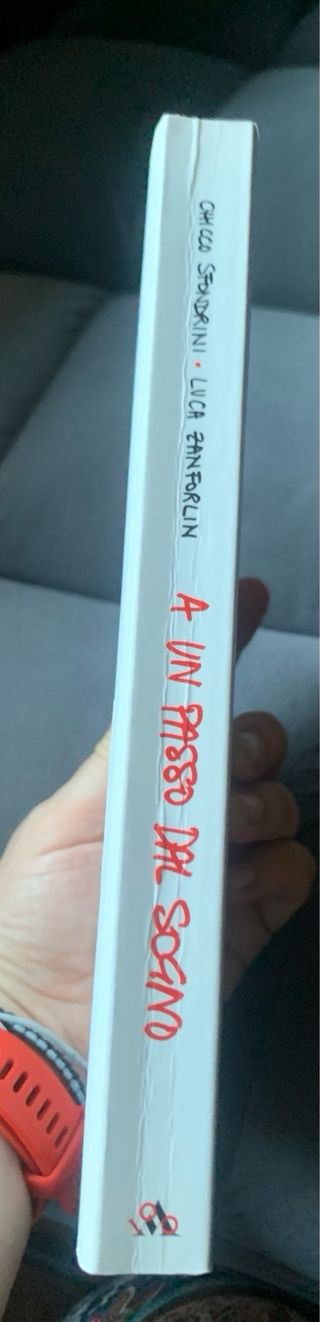 CHICCO SFONDRINI • LUCA ZANFORLIN
A UN PASSO DAL SOGNO